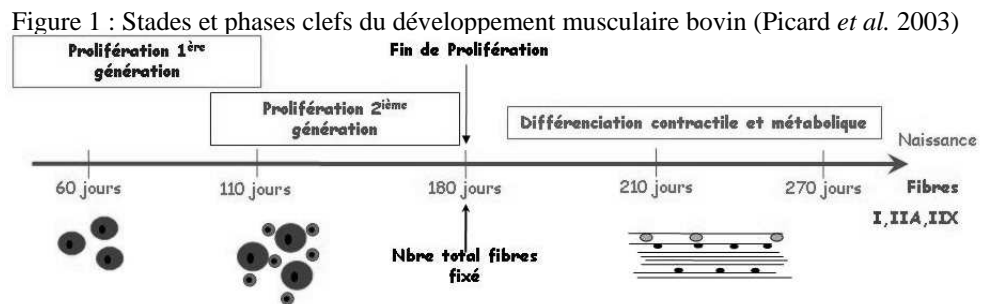 Figure 1 : Stades et phases clefs du développement musculaire bovin (Picard et al. 2003)
Prolifération 1ère
génération
Fin de Prolifération
Prolifération 2ième
génération
Différenciation contractile et métabolique
Naissance
60 jours
110 jours
180 jours
210 jours
270 jours
Fibres
I,IIA,IIX
Nbre total fibres
fixé